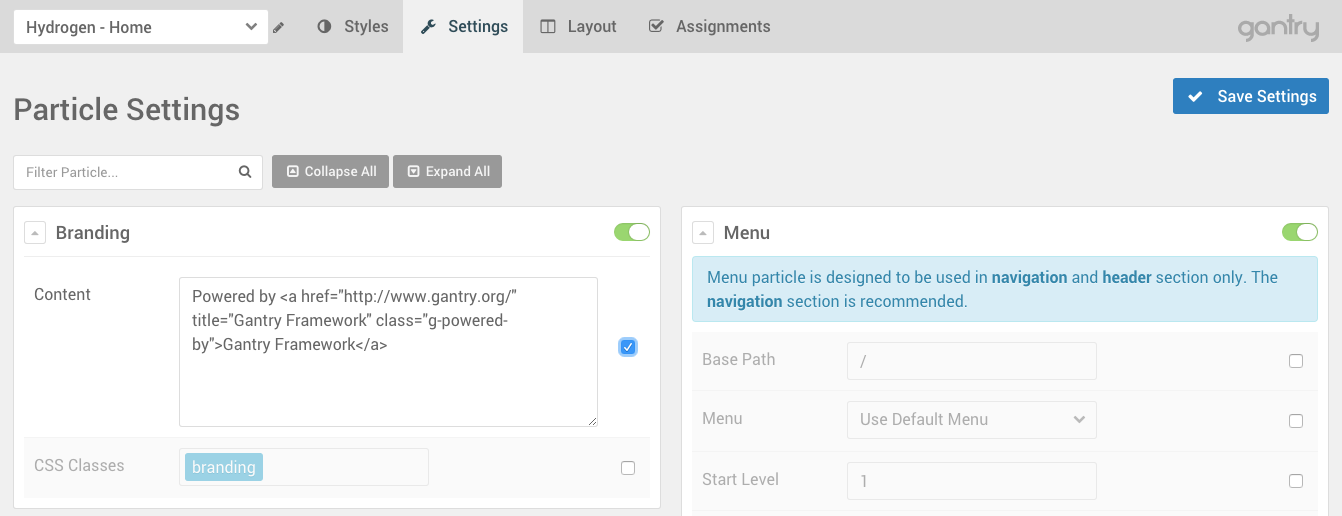 Hydrogen - Home
Styles
Settings
Layout
Assignments
gantry
Particle Settings
Save Settings
Filter Particle...
Collapse All
Expand All
Branding
Content
Powered by <a href="http://www.gantry.org/"
title="Gantry Framework" class="g-powered-
by">Gantry Framework</a>
CSS Classes
branding
Menu
Menu particle is designed to be used in navigation and header section only. The
navigation section is recommended.
Base Path
/
Menu
Use Default Menu
Start Level
1